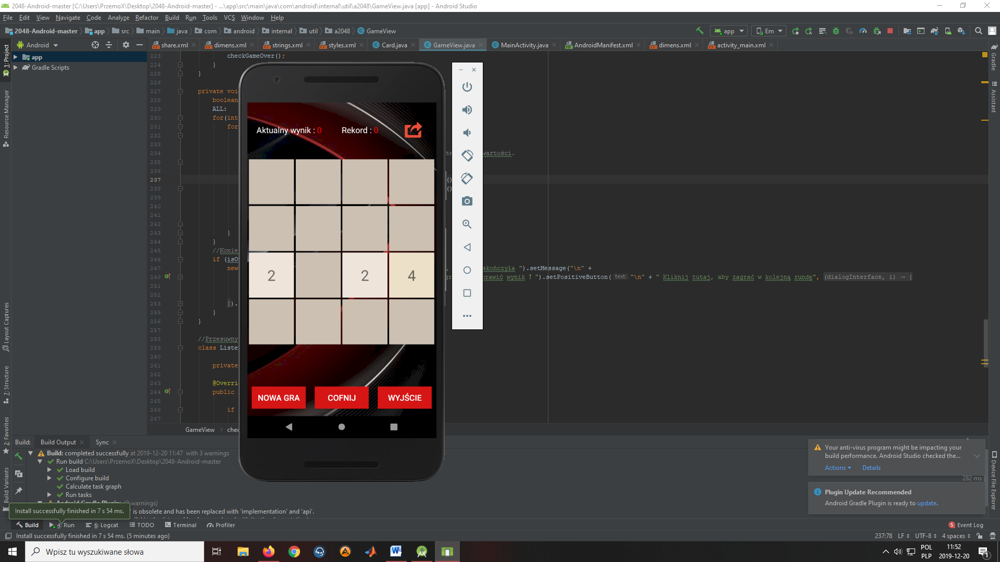 2048-Android-master [C:\Users\PrzemoX\Desktop\2048-Android-master] - ...\app\src\main\java\com\android\internal\util\a2048\GameView.java [app] - Android Studio
File Edit View Navigate Code Analyze Refactor Build Run Tools VCS Window Help
2048-Android-master app src main java com android internal util a2048 GameView app Em
Android share.xml dimens.xml strings.xml styles.xml Card.java GameView.java MainActivity.java AndroidManifest.xml dimens.xml activity_main.xml
1: Project
Resource Manager
Layout Captures
7: Structure
2: Favorites
Build Variants
app
Gradle Scripts
223 checkGameOver();
224 }
225 }
226
227 private voi
228 boolean
229 ALL:
230 for(int
231 for
232
233
234 wartości.
235
236
237 ()
238 ()
239
240
241
242
243 }
244 }
245 //Konie
246 if (isO
247 new skończyła ").setMessage("\n" +
248 rawić wynik ! ").setPositiveButton( text: "\n" + " Kliknij tutaj, aby zagrać w kolejną rundę", (dialogInterface, i) → {
251
252
253 }).
255 }
256 }
257
258 //Przesuwny
259 class Liste
260
261 private
262
263 @Overri
264 public
265
266 if
267
GameView chec
Aktualny wynik : 0 Rekord : 0
2 2 4
NOWA GRA COFNIJ WYJŚCIE
Gradle
Assistant
Device File Explorer
Build: Build Output Sync
Build: completed successfully at 2019-12-20 11:47 with 3 warnings
Run build C:\Users\PrzemoX\Desktop\2048-Android-master
Load build
Configure build
Calculate task graph
Run tasks
warnings)
is obsolete and has been replaced with 'implementation' and 'api'.
Install successfully finished in 7 s 54 ms.
Your anti-virus program might be impacting your
build performance. Android Studio checked the...
Actions Details
282 ms
Plugin Update Recommended
Android Gradle Plugin is ready to update.
Build 4: Run 6: Logcat TODO Terminal Profiler 5 Event Log
Install successfully finished in 7 s 54 ms. (5 minutes ago) 237:78 LF UTF-8 4 spaces
Wpisz tu wyszukiwane słowa
POL
PLP
11:52
2019-12-20
1